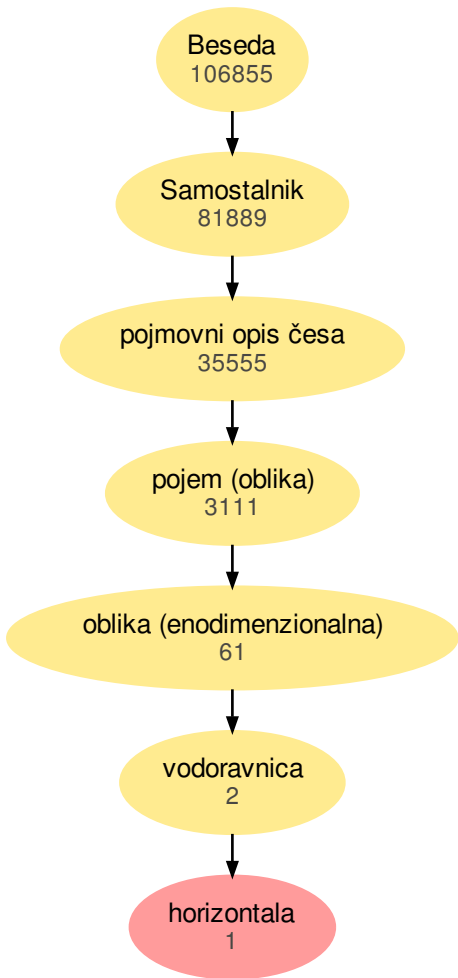 Beseda
106855
Samostalnik
81889
pojmovni opis česa
35555
pojem (oblika)
3111
oblika (enodimenzionalna)
61
vodoravnica
2
horizontala
1